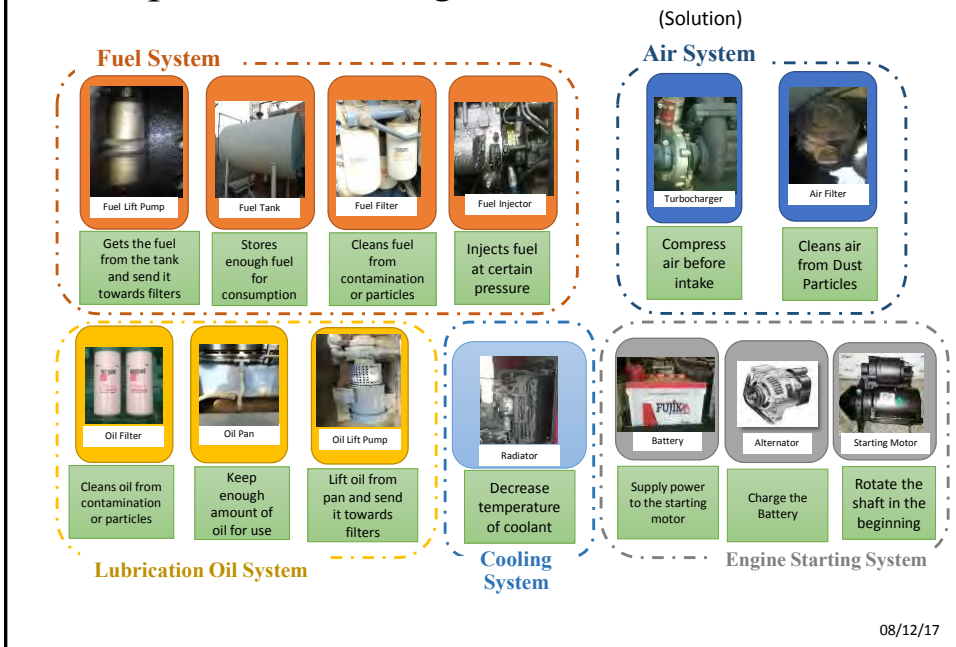 (Solution)
Fuel System
Air System
Fuel Lift Pump
Fuel Tank
Fuel Filter
Fuel Injector
Turbocharger
Air Filter
Gets the fuel
from the tank
and send it
towards filters
Stores
enough fuel
for
consumption
Cleans fuel
from
contamination
or particles
Injects fuel
at certain
pressure
Compress
air before
intake
Cleans air
from Dust
Particles
Oil Filter
Oil Pan
Oil Lift Pump
Radiator
FUJIKA
Battery
Alternator
Starting Motor
Cleans oil from
contamination
or particles
Keep
enough
amount of
oil for use
Lift oil from
pan and send
it towards
filters
Decrease
temperature
of coolant
Supply power
to the starting
motor
Charge the
Battery
Rotate the
shaft in the
beginning
Lubrication Oil System
Cooling
System
Engine Starting System
08/12/17